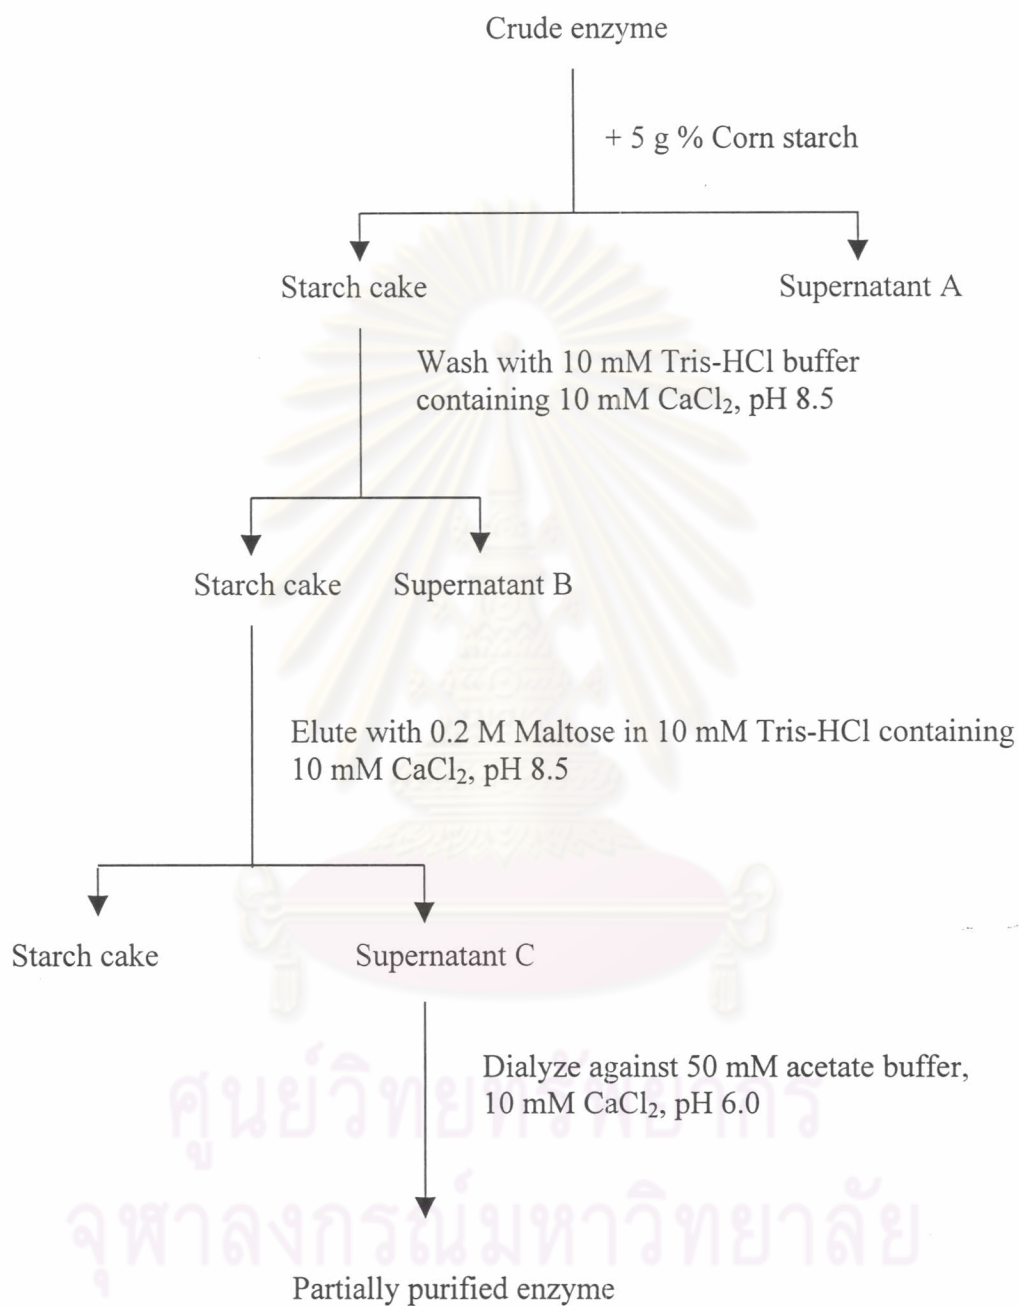 Crude enzyme
+ 5 g % Corn starch
Starch cake
Supernatant A
Wash with 10 mM Tris-HCl buffer
containing 10 mM CaCl₂, pH 8.5
Starch cake
Supernatant B
Elute with 0.2 M Maltose in 10 mM Tris-HCl containing
10 mM CaCl₂, pH 8.5
Starch cake
Supernatant C
Dialyze against 50 mM acetate buffer,
10 mM CaCl₂, pH 6.0
ศูนย์วิทยทรัพยากร
จุฬาลงกรณ์มหาวิทยาลัย
Partially purified enzyme